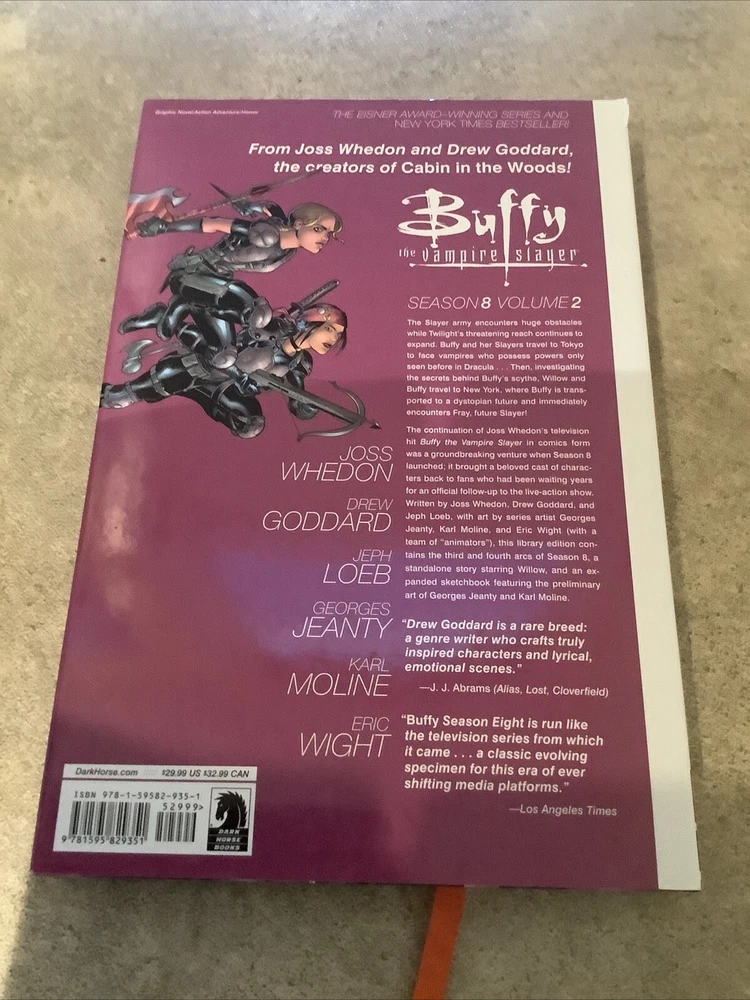 Graphic Novel/Action Adventure/Horror
THE EISNER AWARD–WINNING SERIES AND
NEW YORK TIMES BESTSELLER!
From Joss Whedon and Drew Goddard,
the creators of Cabin in the Woods!
Buffy
the vampire slayer
SEASON 8 VOLUME 2
The Slayer army encounters huge obstacles
while Twilight's threatening reach continues to
expand. Buffy and her Slayers travel to Tokyo
to face vampires who possess powers only
seen before in Dracula . . . Then, investigating
the secrets behind Buffy's scythe, Willow and
Buffy travel to New York, where Buffy is trans-
ported to a dystopian future and immediately
encounters Fray, future Slayer!
The continuation of Joss Whedon's television
hit Buffy the Vampire Slayer in comics form
was a groundbreaking venture when Season 8
launched; it brought a beloved cast of charac-
ters back to fans who had been waiting years
for an official follow-up to the live-action show.
Written by Joss Whedon, Drew Goddard, and
Jeph Loeb, with art by series artist Georges
Jeanty, Karl Moline, and Eric Wight (with a
team of "animators"), this library edition con-
tains the third and fourth arcs of Season 8, a
standalone story starring Willow, and an ex-
panded sketchbook featuring the preliminary
art of Georges Jeanty and Karl Moline.
JOSS
WHEDON
DREW
GODDARD
JEPH
LOEB
GEORGES
JEANTY
KARL
MOLINE
ERIC
WIGHT
"Drew Goddard is a rare breed:
a genre writer who crafts truly
inspired characters and lyrical,
emotional scenes."
—J. J. Abrams (Alias, Lost, Cloverfield)
"Buffy Season Eight is run like
the television series from which
it came . . . a classic evolving
specimen for this era of ever
shifting media platforms."
—Los Angeles Times
DarkHorse.com $29.99 US $32.99 CAN
ISBN 978-1-59582-935-1
52999>
9 781595 829351
DARK
HORSE
BOOKS